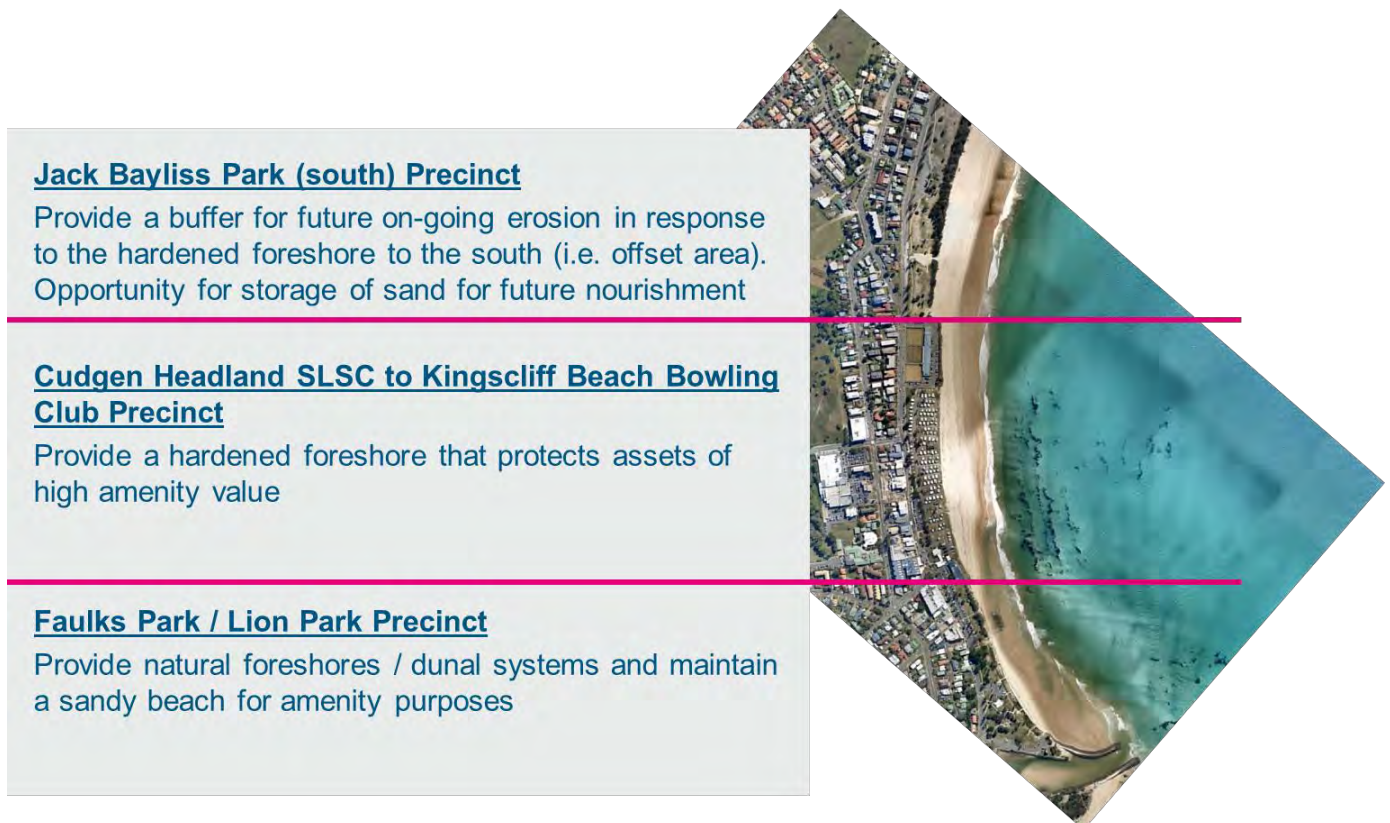 Jack Bayliss Park (south) Precinct
Provide a buffer for future on-going erosion in response
to the hardened foreshore to the south (i.e. offset area).
Opportunity for storage of sand for future nourishment
Cudgen Headland SLSC to Kingscliff Beach Bowling
Club Precinct
Provide a hardened foreshore that protects assets of
high amenity value
Faulks Park / Lion Park Precinct
Provide natural foreshores / dunal systems and maintain
a sandy beach for amenity purposes